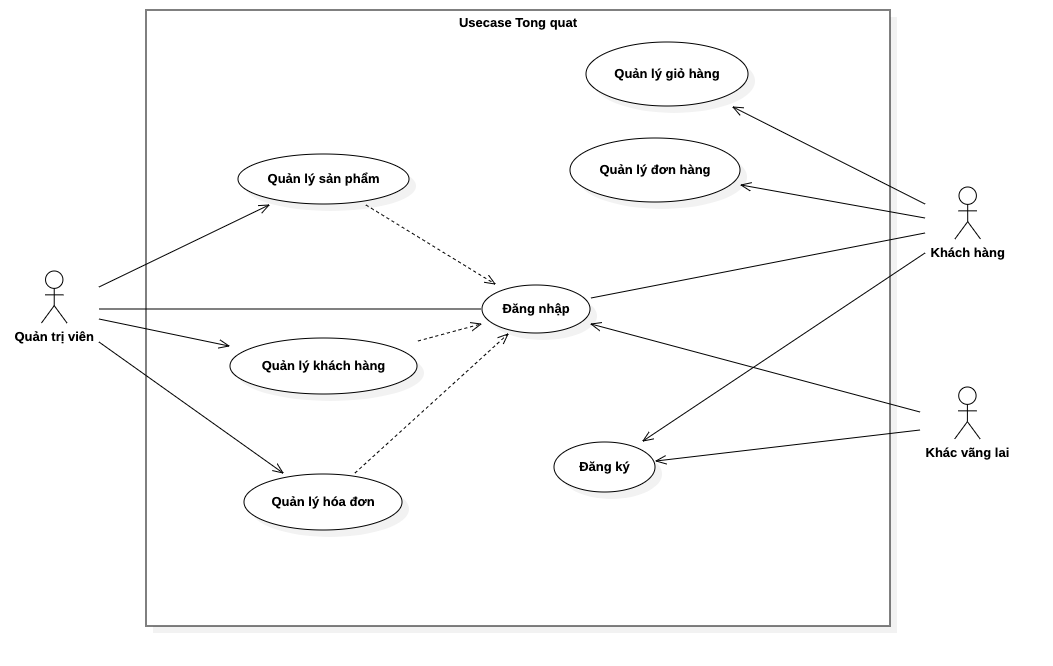 Usecase Tong quat
Quản lý giỏ hàng
Quản lý đơn hàng
Quản lý sản phẩm
Khách hàng
Đăng nhập
Quản trị viên
Quản lý khách hàng
Khác vãng lai
Đăng ký
Quản lý hóa đơn